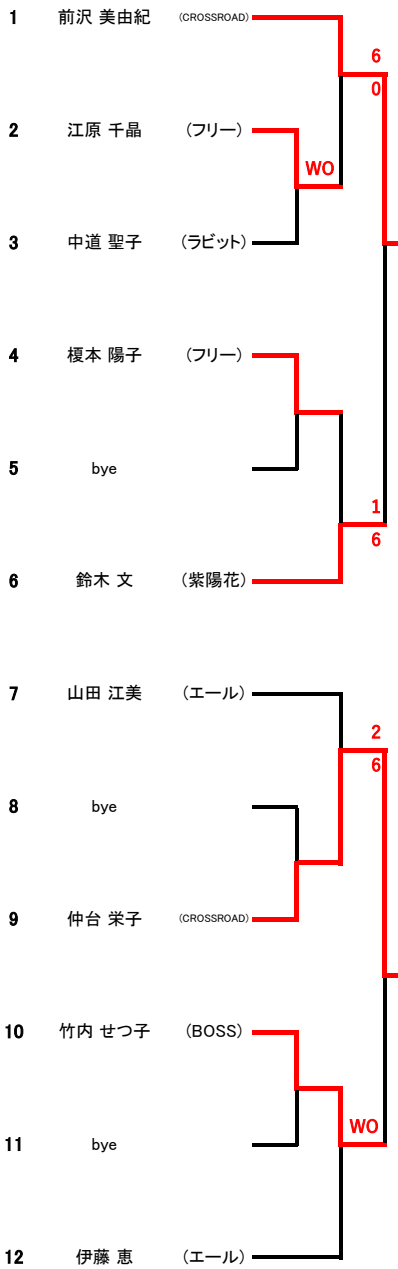 1 前沢 美由紀 (CROSSROAD)
6
0
2 江原 千晶 (フリー)
WO
3 中道 聖子 (ラビット)
4 榎本 陽子 (フリー)
5 bye
1
6
6 鈴木 文 (紫陽花)
7 山田 江美 (エール)
2
6
8 bye
9 仲台 栄子 (CROSSROAD)
10 竹内 せつ子 (BOSS)
WO
11 bye
12 伊藤 恵 (エール)